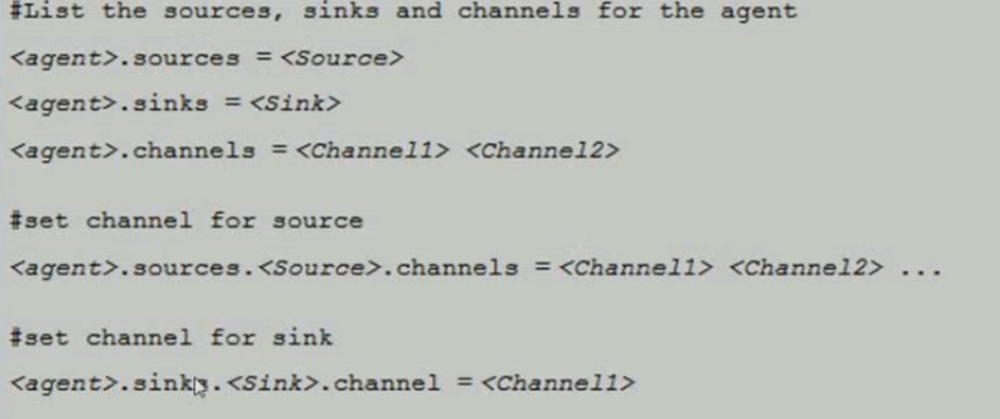 #List the sources, sinks and channels for the agent
<agent>.sources = <Source>
<agent>.sinks = <Sink>
<agent>.channels = <Channel1> <Channel2>
#set channel for source
<agent>.sources.<Source>.channels = <Channel1> <Channel2> ...
#set channel for sink
<agent>.sinks.<Sink>.channel = <Channel1>